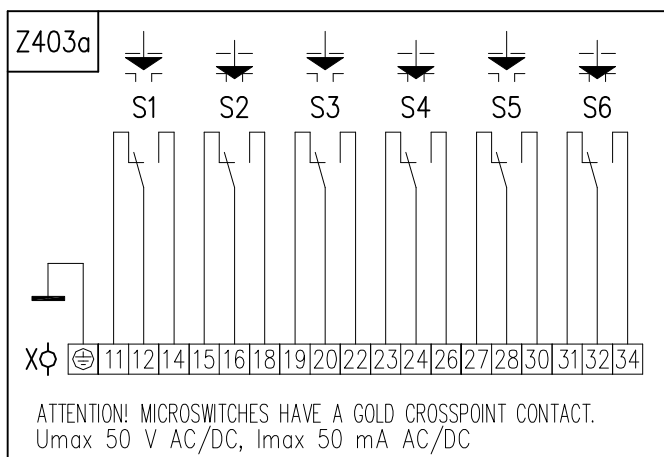 Z403a
S1 S2 S3 S4 S5 S6
X 11 12 14 15 16 18 19 20 22 23 24 26 27 28 30 31 32 34
ATTENTION! MICROSWITCHES HAVE A GOLD CROSSPOINT CONTACT.
Umax 50 V AC/DC, Imax 50 mA AC/DC